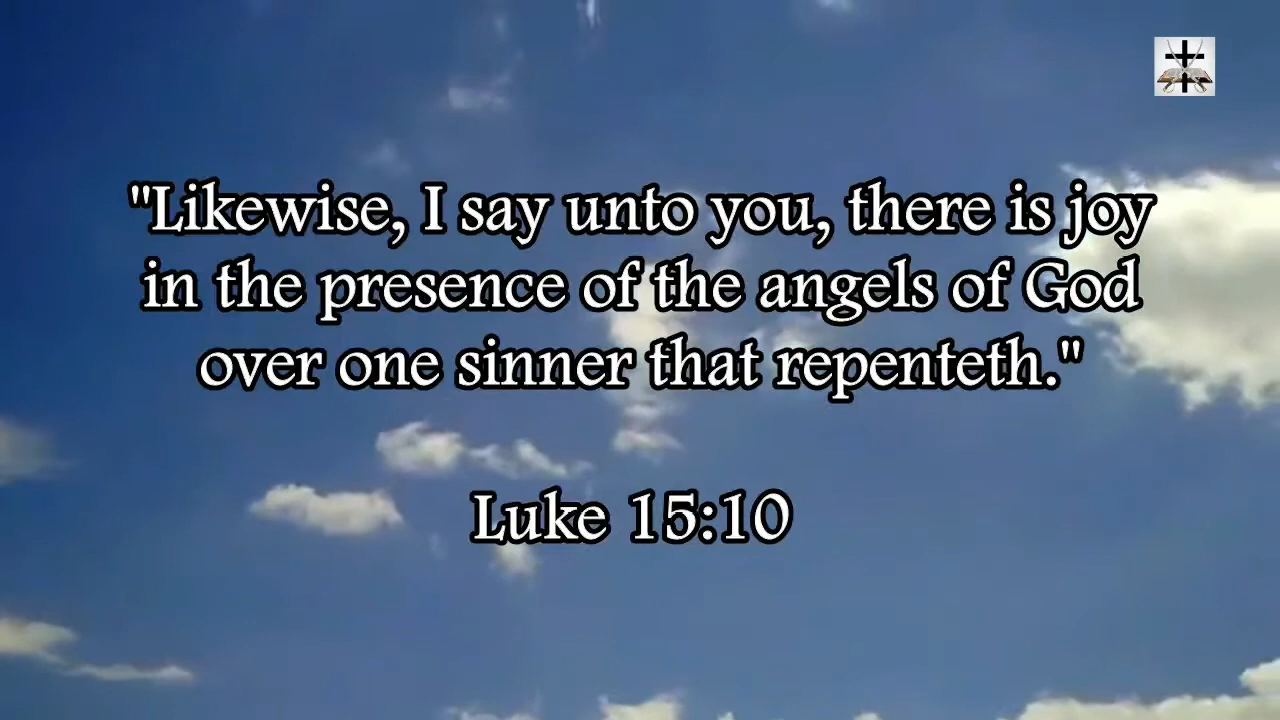 "Likewise, I say unto you, there is joy
in the presence of the angels of God
over one sinner that repenteth."
Luke 15:10